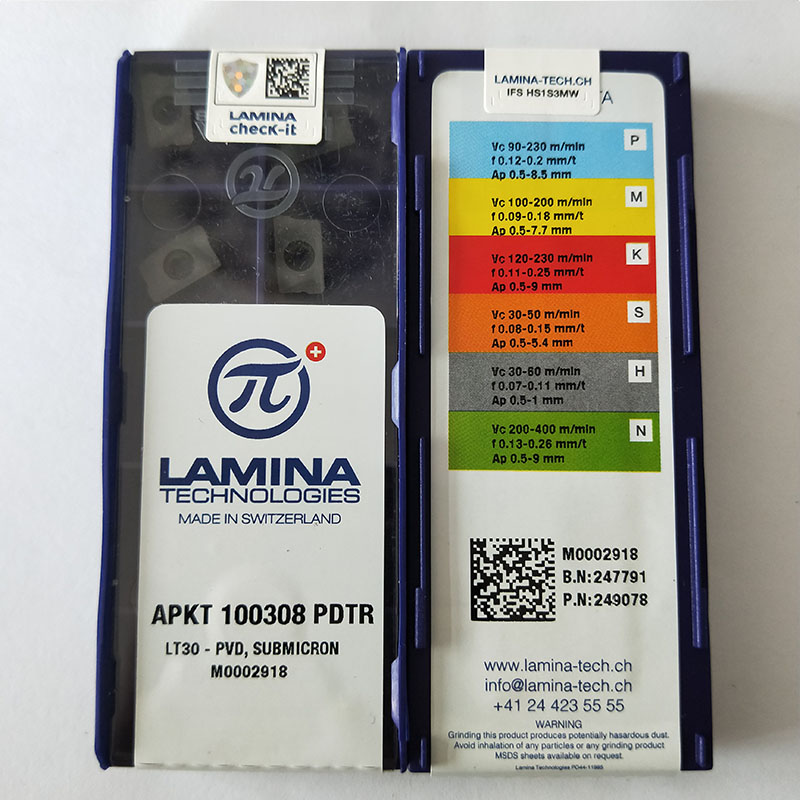 LAMINA
checK-it
π
LAMINA
TECHNOLOGIES
MADE IN SWITZERLAND
APKT 100308 PDTR
LT30 - PVD, SUBMICRON
M0002918
LAMINA-TECH.CH
IFS HS1S3MW
TA
Vc 90-230 m/min
f 0.12-0.2 mm/t
Ap 0.5-8.5 mm
P
Vc 100-200 m/min
f 0.09-0.18 mm/t
Ap 0.5-7.7 mm
M
Vc 120-230 m/min
f 0.11-0.25 mm/t
Ap 0.5-9 mm
K
Vc 30-50 m/min
f 0.08-0.15 mm/t
Ap 0.5-5.4 mm
S
Vc 30-60 m/min
f 0.07-0.11 mm/t
Ap 0.5-1 mm
H
Vc 200-400 m/min
f 0.13-0.26 mm/t
Ap 0.5-9 mm
N
M0002918
B.N:247791
P.N:249078
www.lamina-tech.ch
info@lamina-tech.ch
+41 24 423 55 55
WARNING
Grinding this product produces potentially hazardous dust.
Avoid inhalation of any particles or any grinding product
MSDS sheets available on request.
Lamina Technologies PO44-11985